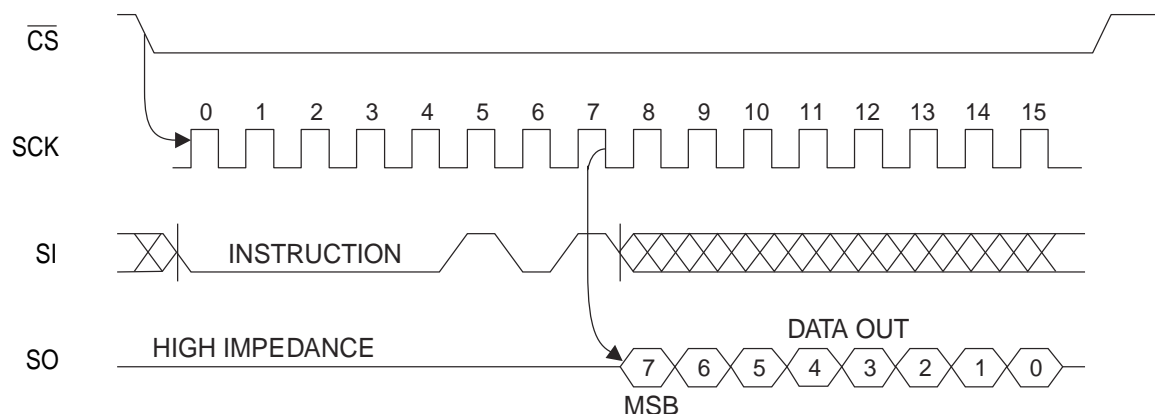 CS
0 1 2 3 4 5 6 7 8 9 10 11 12 13 14 15
SCK
SI
INSTRUCTION
DATA OUT
HIGH IMPEDANCE
SO
7 6 5 4 3 2 1 0
MSB